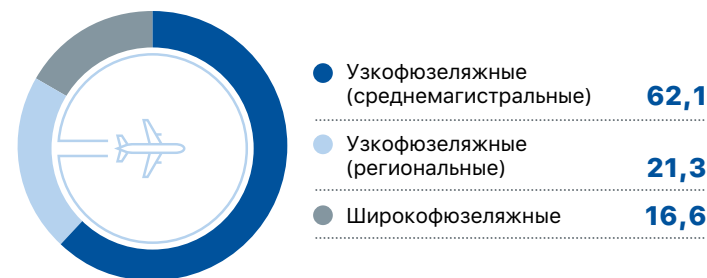 Узкофюзеляжные
(среднемагистральные) 62,1
Узкофюзеляжные
(региональные) 21,3
Широкофюзеляжные 16,6